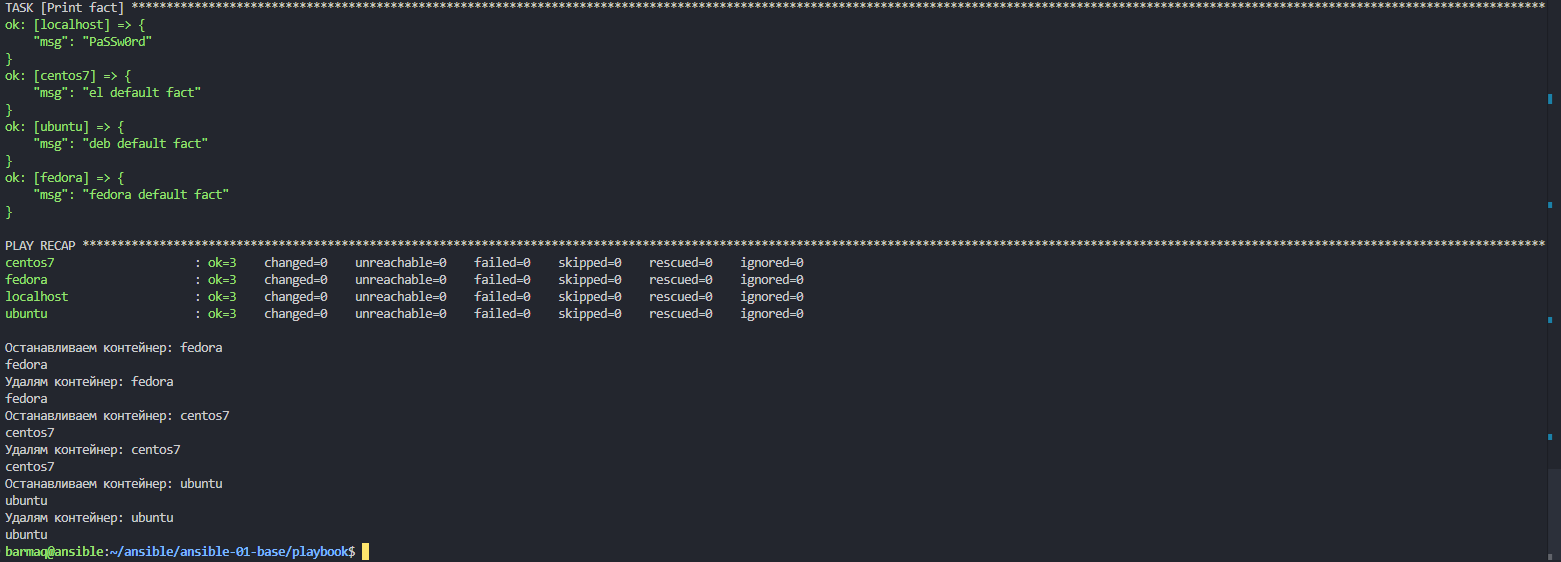 TASK [Print fact] **********************************************************************************************************************************************************************************************************
ok: [localhost] => {
    "msg": "PaSSw0rd"
}
ok: [centos7] => {
    "msg": "el default fact"
}
ok: [ubuntu] => {
    "msg": "deb default fact"
}
ok: [fedora] => {
    "msg": "fedora default fact"
}
PLAY RECAP *****************************************************************************************************************************************************************************************************************
centos7                    : ok=3    changed=0    unreachable=0    failed=0    skipped=0    rescued=0    ignored=0
fedora                     : ok=3    changed=0    unreachable=0    failed=0    skipped=0    rescued=0    ignored=0
localhost                  : ok=3    changed=0    unreachable=0    failed=0    skipped=0    rescued=0    ignored=0
ubuntu                     : ok=3    changed=0    unreachable=0    failed=0    skipped=0    rescued=0    ignored=0
Останавливаем контейнер: fedora
fedora
Удалям контейнер: fedora
fedora
Останавливаем контейнер: centos7
centos7
Удалям контейнер: centos7
centos7
Останавливаем контейнер: ubuntu
ubuntu
Удалям контейнер: ubuntu
ubuntu
barmaq@ansible:~/ansible/ansible-01-base/playbook$